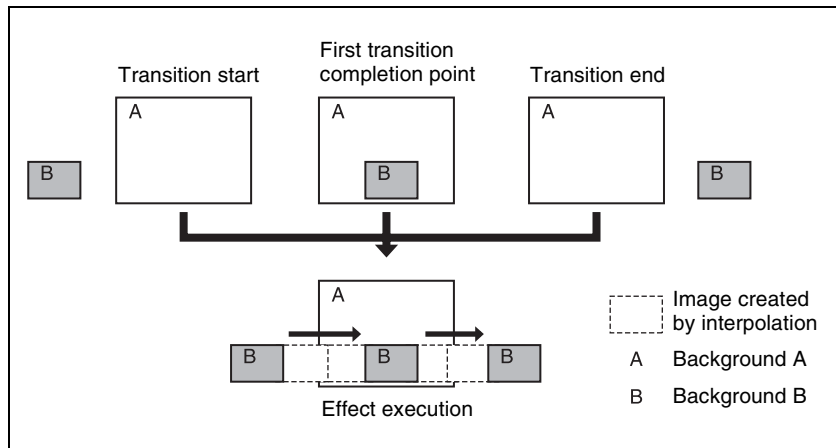 Transition start
First transition
completion point
Transition end
A
A
A
B
B
B
A
B
B
B
Effect execution
Image created
by interpolation
A Background A
B Background B